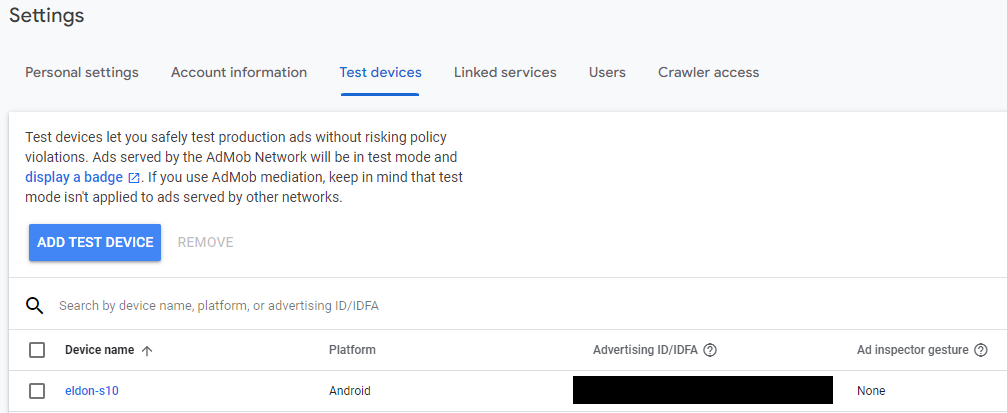 Settings
Personal settings Account information Test devices Linked services Users Crawler access
Test devices let you safely test production ads without risking policy
violations. Ads served by the AdMob Network will be in test mode and
display a badge. If you use AdMob mediation, keep in mind that test
mode isn't applied to ads served by other networks.
ADD TEST DEVICE REMOVE
Search by device name, platform, or advertising ID/IDFA
Device name Platform Advertising ID/IDFA Ad inspector gesture
eldon-s10 Android None